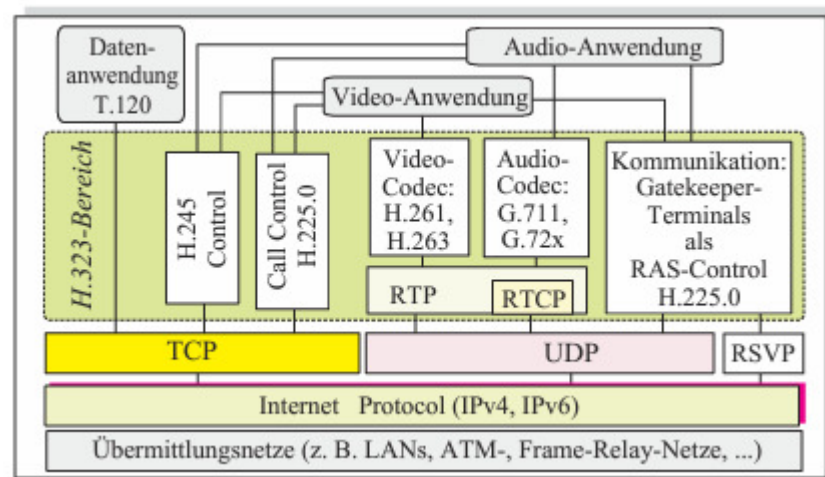 Daten-
anwendung
T.120
Audio-Anwendung
Video-Anwendung
H.323-Bereich
H.245
Control
Call Control
H.225.0
Video-
Codec:
H.261,
H.263
Audio-
Codec:
G.711,
G.72x
Kommunikation:
Gatekeeper-
Terminals
als
RAS-Control
H.225.0
RTP
RTCP
TCP
UDP
RSVP
Internet Protocol (IPv4, IPv6)
Übermittlungsnetze (z. B. LANs, ATM-, Frame-Relay-Netze, ...)